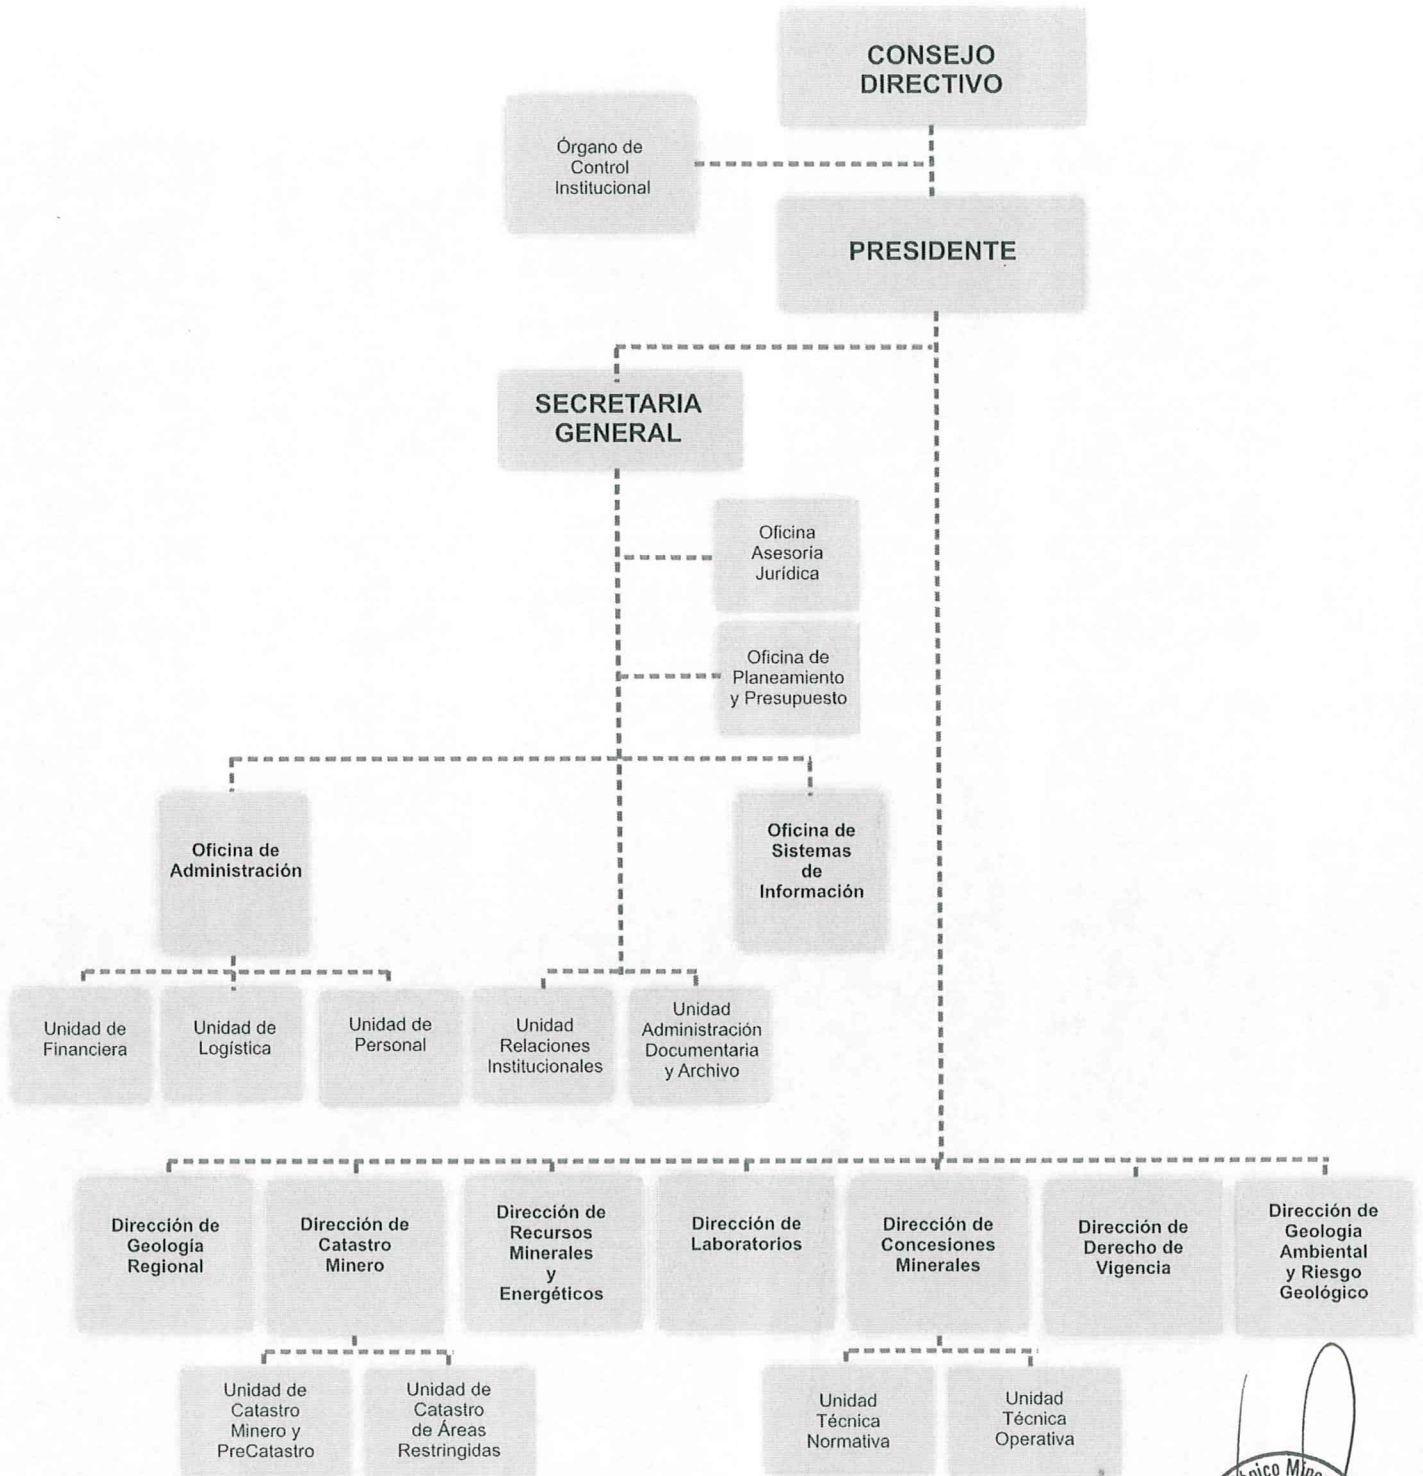 CONSEJO
DIRECTIVO
Órgano de
Control
Institucional
PRESIDENTE
SECRETARIA
GENERAL
Oficina
Asesoría
Jurídica
Oficina de
Planeamiento
y Presupuesto
Oficina de
Administración
Oficina de
Sistemas
de
Información
Unidad de
Financiera
Unidad de
Logística
Unidad de
Personal
Unidad
Relaciones
Institucionales
Unidad
Administración
Documentaria
y Archivo
Dirección de
Geología
Regional
Dirección de
Catastro
Minero
Dirección de
Recursos
Minerales
y
Energéticos
Dirección de
Laboratorios
Dirección de
Concesiones
Minerales
Dirección de
Derecho de
Vigencia
Dirección de
Geología
Ambiental
y Riesgo
Geológico
Unidad de
Catastro
Minero y
PreCatastro
Unidad de
Catastro
de Áreas
Restringidas
Unidad
Técnica
Normativa
Unidad
Técnica
Operativa